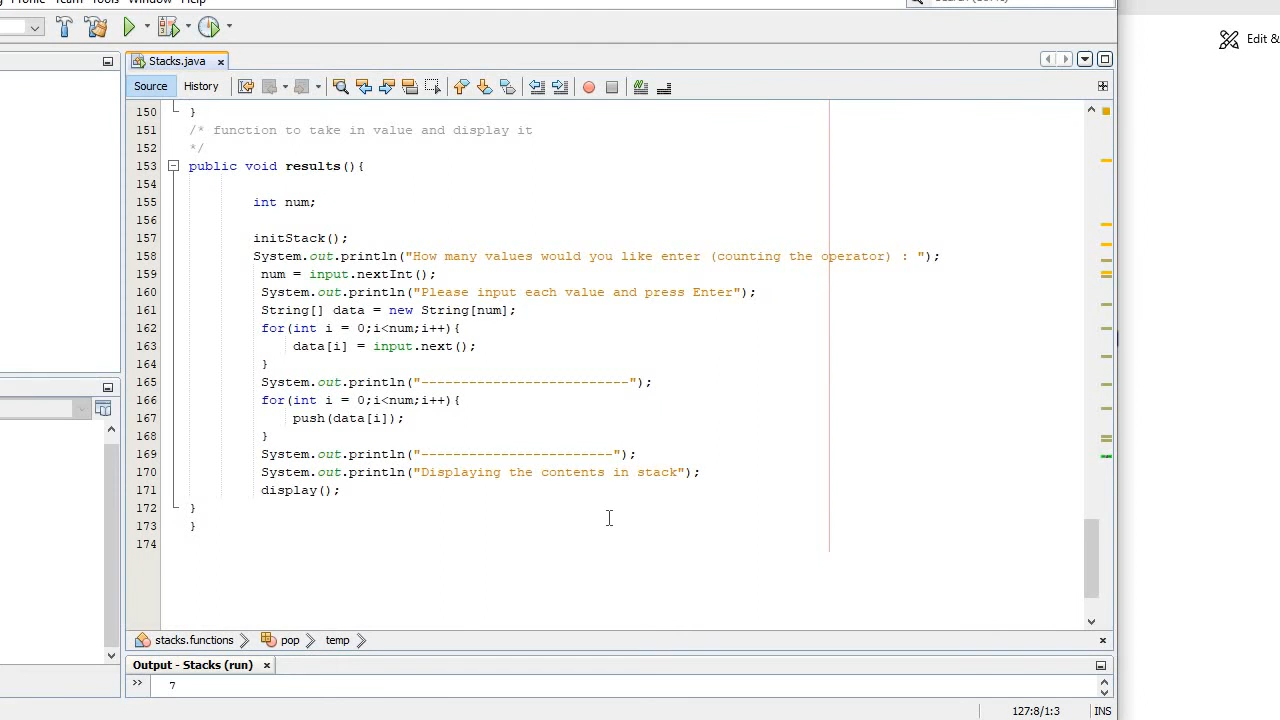 Profile Team Tools Window Help
Edit &
Stacks.java
Source History
150 }
151 /* function to take in value and display it
152 */
153 public void results(){
154
155 int num;
156
157 initStack();
158 System.out.println("How many values would you like enter (counting the operator) : ");
159 num = input.nextInt();
160 System.out.println("Please input each value and press Enter");
161 String[] data = new String[num];
162 for(int i = 0;i<num;i++){
163 data[i] = input.next();
164 }
165 System.out.println("--------------------------");
166 for(int i = 0;i<num;i++){
167 push(data[i]);
168 }
169 System.out.println("------------------------");
170 System.out.println("Displaying the contents in stack");
171 display();
172 }
173 }
174
stacks.functions pop temp
Output - Stacks (run)
7
127:8/1:3 INS